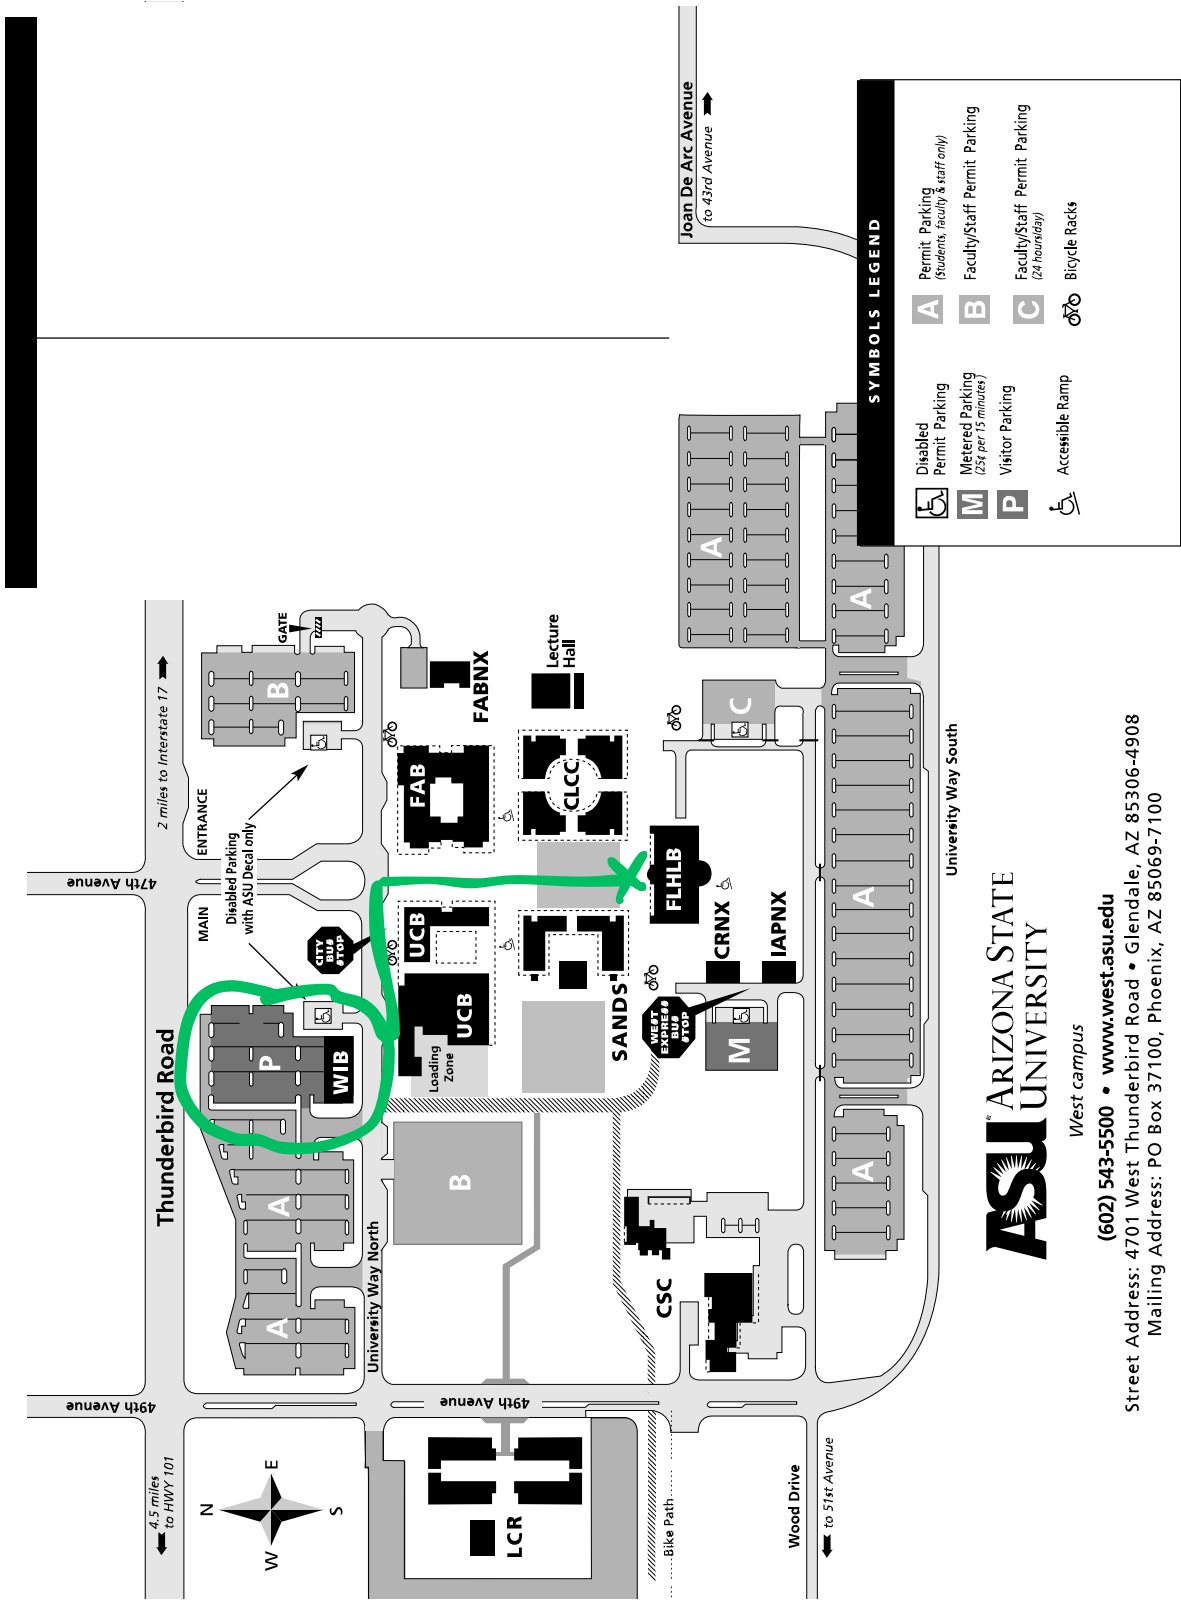 Thunderbird Road
4.5 miles
to HWY 101
2 miles to Interstate 17
49th Avenue
47th Avenue
MAIN
ENTRANCE
Disabled Parking
with ASU Decal only
GATE
B
P
WIB
A
A
CITY
BUS
STOP
University Way North
N
W
E
S
FAB
FABNX
UCB
UCB
Loading
Zone
B
49th Avenue
LCR
Lecture
Hall
CLCC
SANDS
FLHLB
CRNX
IAPNX
WEST
EXPRESS
BUS
STOP
M
C
A
A
A
A
CSC
Bike Path
Wood Drive
to 51st Avenue
University Way South
Joan De Arc Avenue
to 43rd Avenue
SYMBOLS LEGEND
Disabled
Permit Parking
M Metered Parking
(25¢ per 15 minutes)
P Visitor Parking
Accessible Ramp
A Permit Parking
(Students, faculty & staff only)
B Faculty/Staff Permit Parking
C Faculty/Staff Permit Parking
(24 hours/day)
Bicycle Racks
ASU ARIZONA STATE
UNIVERSITY
West campus
(602) 543-5500 • www.west.asu.edu
Street Address: 4701 West Thunderbird Road • Glendale, AZ 85306-4908
Mailing Address: PO Box 37100, Phoenix, AZ 85069-7100